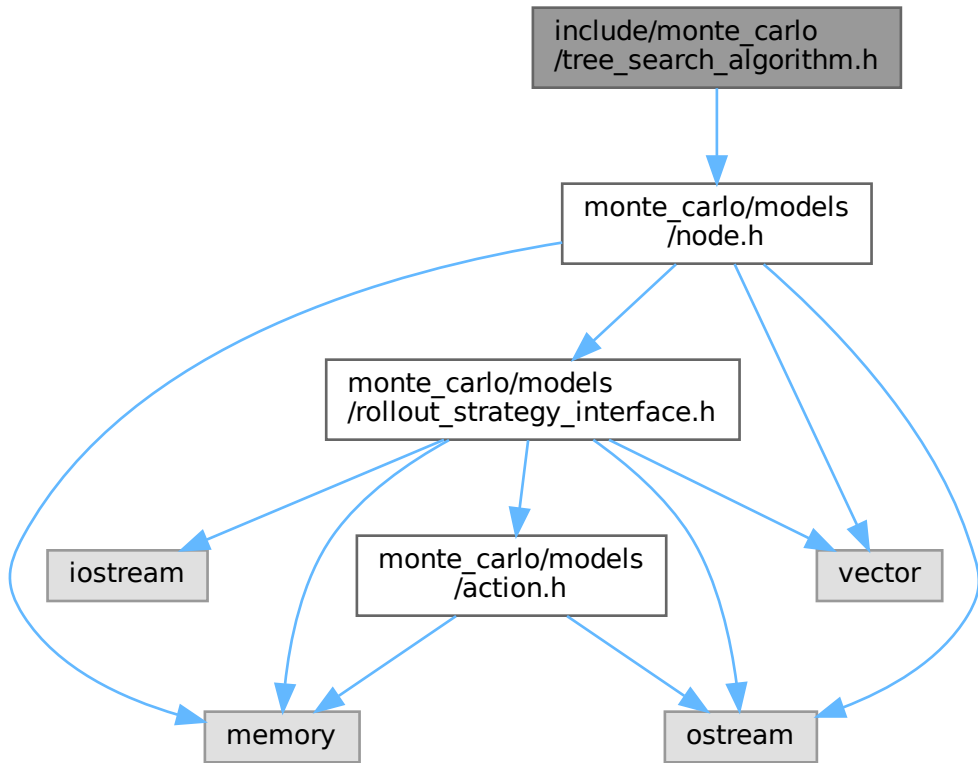 include/monte_carlo
/tree_search_algorithm.h
monte_carlo/models
/node.h
monte_carlo/models
/rollout_strategy_interface.h
iostream
monte_carlo/models
/action.h
vector
memory
ostream